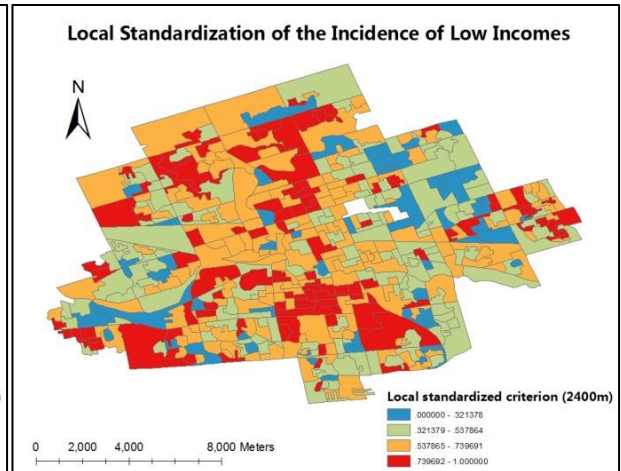 Local Standardization of the Incidence of Low Incomes
N
Local standardized criterion (2400m)
.000000 - .321378
.321379 - .537864
.537865 - .739691
.739692 - 1.000000
0 2,000 4,000 8,000 Meters